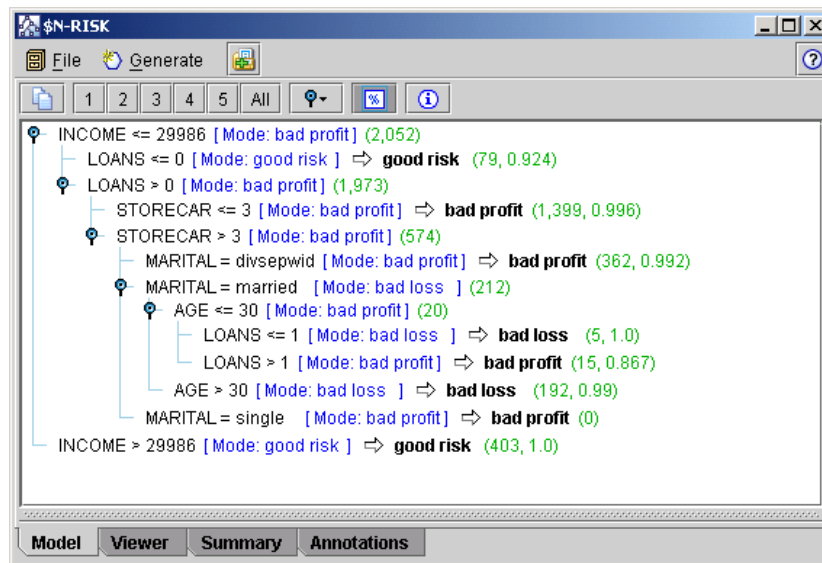 $N-RISK
File Generate
1 2 3 4 5 All %
INCOME <= 29986 [Mode: bad profit] (2,052)
LOANS <= 0 [Mode: good risk ] ⇨ good risk (79, 0.924)
LOANS > 0 [Mode: bad profit] (1,973)
STORECAR <= 3 [Mode: bad profit] ⇨ bad profit (1,399, 0.996)
STORECAR > 3 [Mode: bad profit] (574)
MARITAL = divsepwid [Mode: bad profit] ⇨ bad profit (362, 0.992)
MARITAL = married [Mode: bad loss ] (212)
AGE <= 30 [Mode: bad profit] (20)
LOANS <= 1 [Mode: bad loss ] ⇨ bad loss (5, 1.0)
LOANS > 1 [Mode: bad profit] ⇨ bad profit (15, 0.867)
AGE > 30 [Mode: bad loss ] ⇨ bad loss (192, 0.99)
MARITAL = single [Mode: bad profit] ⇨ bad profit (0)
INCOME > 29986 [Mode: good risk ] ⇨ good risk (403, 1.0)
Model Viewer Summary Annotations